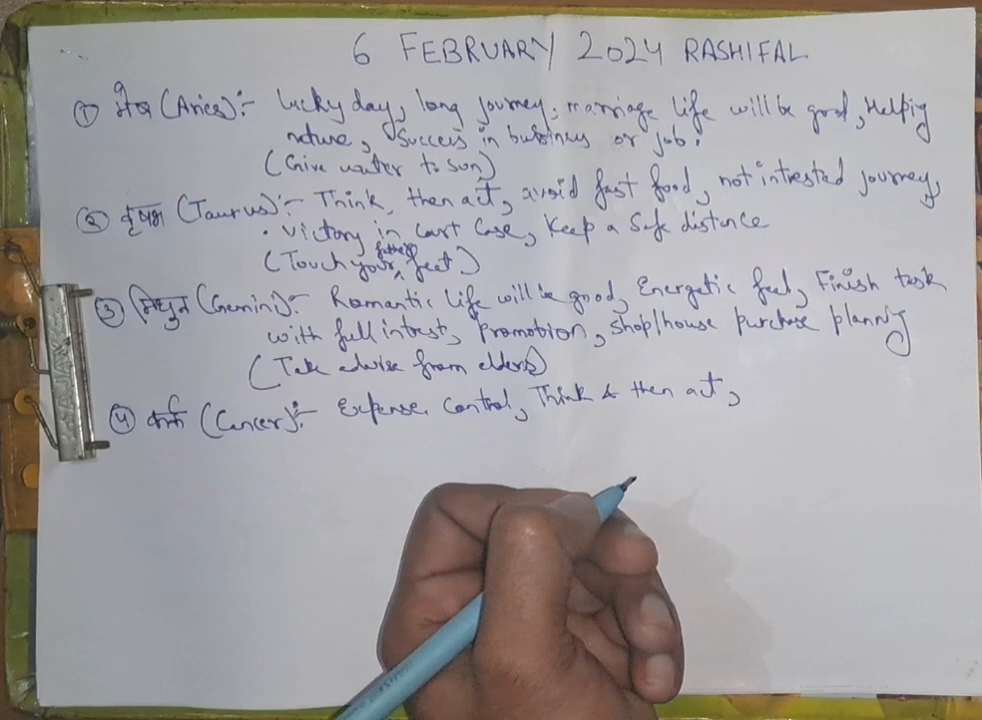 6 FEBRUARY 2024 RASHIFAL
① मेष (Aries):- lucky day, long journey, marriage life will be good, Helping
nature, Success in bussiness or job.
(Give water to sun)
② वृषभ (Taurus):- Think, then act, avoid fast food, not intrested journey,
. victory in court case, keep a safe distance
(Touch your father feet)
③ मिथुन (Gemini):- Romantic life will be good, Energetic feel, Finish task
with full intrest, promotion, shop/house purchase planning
(Take advise from elders)
④ कर्क (Cancer):- Expense control, Think & then act,
BAJAJ